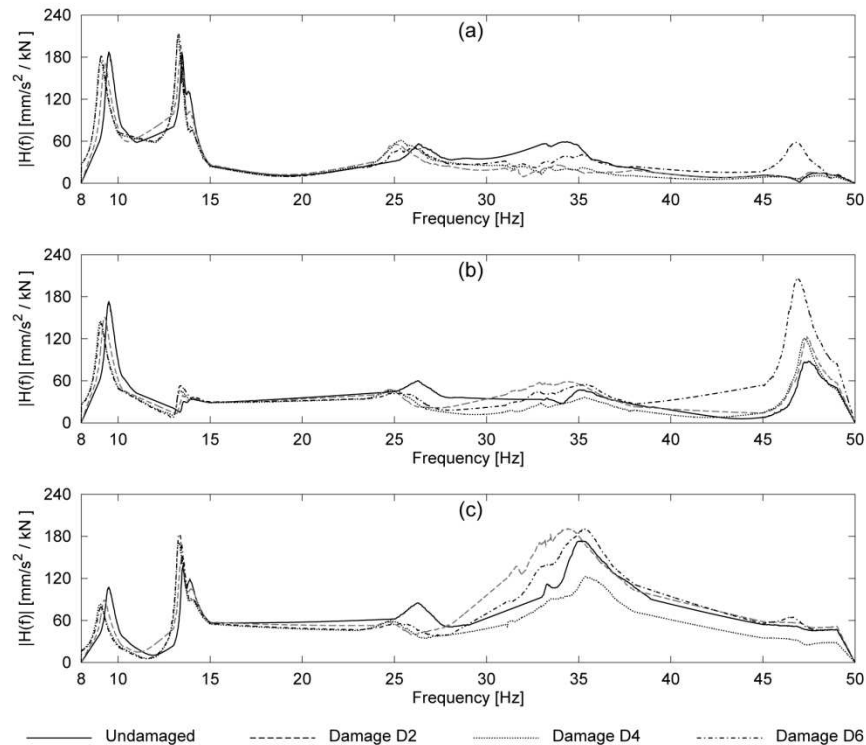 (a)
|H(f)| [mm/s² / kN ]
240
180
120
60
0
8 10 15 20 25 30 35 40 45 50
Frequency [Hz]
(b)
|H(f)| [mm/s² / kN ]
240
180
120
60
0
8 10 15 20 25 30 35 40 45 50
Frequency [Hz]
(c)
|H(f)| [mm/s² / kN ]
240
180
120
60
0
8 10 15 20 25 30 35 40 45 50
Frequency [Hz]
Undamaged Damage D2 Damage D4 Damage D6